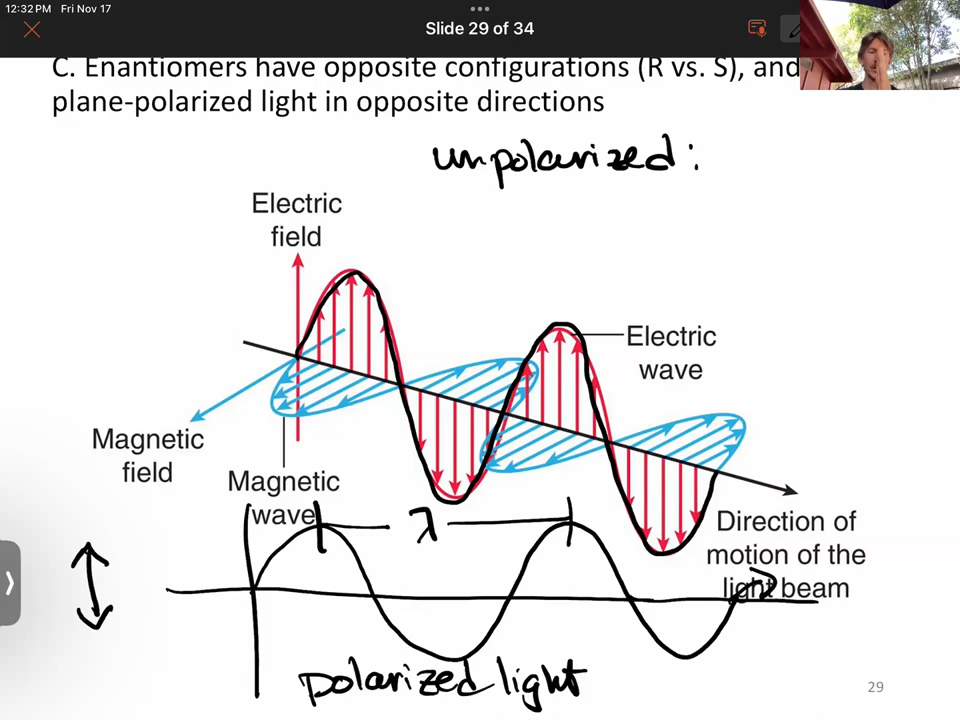 12:32 PM Fri Nov 17
Slide 29 of 34
C. Enantiomers have opposite configurations (R vs. S), and
plane-polarized light in opposite directions
unpolarized:
Electric
field
Electric
wave
Magnetic
field
Magnetic
wave
λ
Direction of
motion of the
light beam
polarized light
29